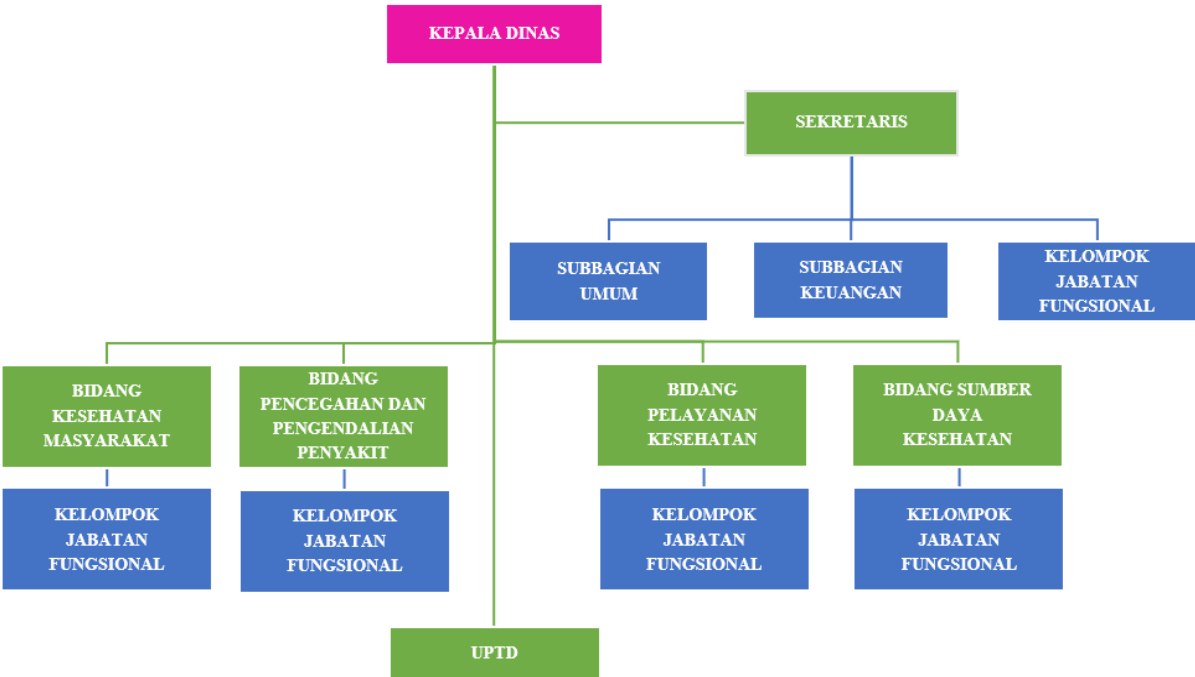 KEPALA DINAS
SEKRETARIS
SUBBAGIAN
UMUM
SUBBAGIAN
KEUANGAN
KELOMPOK
JABATAN
FUNGSIONAL
BIDANG
KESEHATAN
MASYARAKAT
BIDANG
PENCEGAHAN DAN
PENGENDALIAN
PENYAKIT
BIDANG
PELAYANAN
KESEHATAN
BIDANG SUMBER
DAYA
KESEHATAN
KELOMPOK
JABATAN
FUNGSIONAL
KELOMPOK
JABATAN
FUNGSIONAL
KELOMPOK
JABATAN
FUNGSIONAL
KELOMPOK
JABATAN
FUNGSIONAL
UPTD